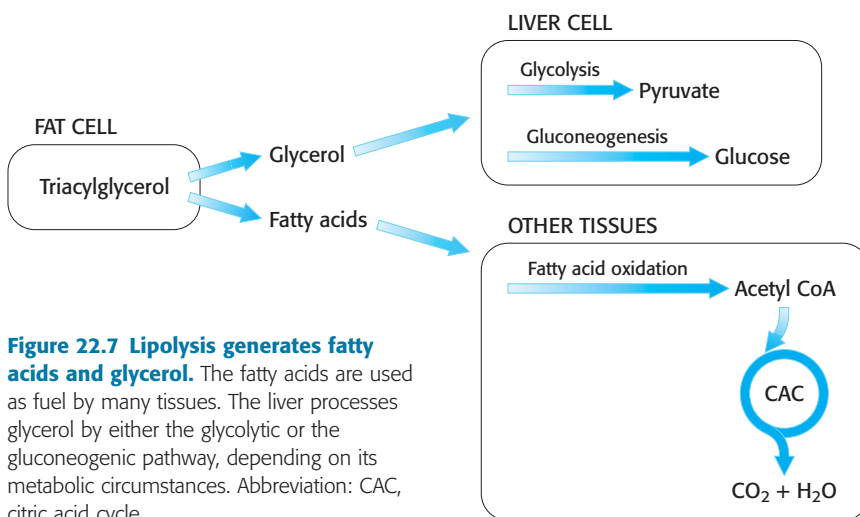 LIVER CELL
Glycolysis
Pyruvate
Gluconeogenesis
Glucose
FAT CELL
Triacylglycerol
Glycerol
Fatty acids
OTHER TISSUES
Fatty acid oxidation
Acetyl CoA
CAC
CO₂ + H₂O
Figure 22.7 Lipolysis generates fatty
acids and glycerol. The fatty acids are used
as fuel by many tissues. The liver processes
glycerol by either the glycolytic or the
gluconeogenic pathway, depending on its
metabolic circumstances. Abbreviation: CAC,
citric acid cycle